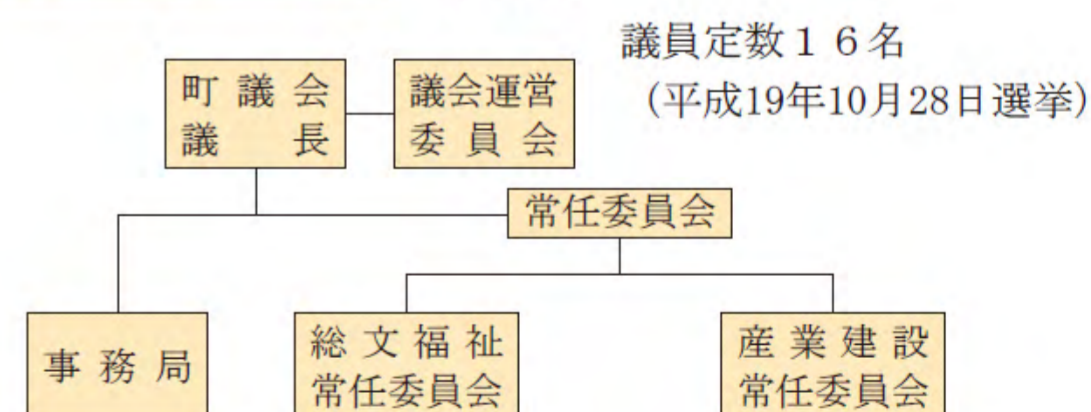 議員定数１６名
（平成19年10月28日選挙）
町議会
議長
議会運営
委員会
常任委員会
事務局
総文福祉
常任委員会
産業建設
常任委員会